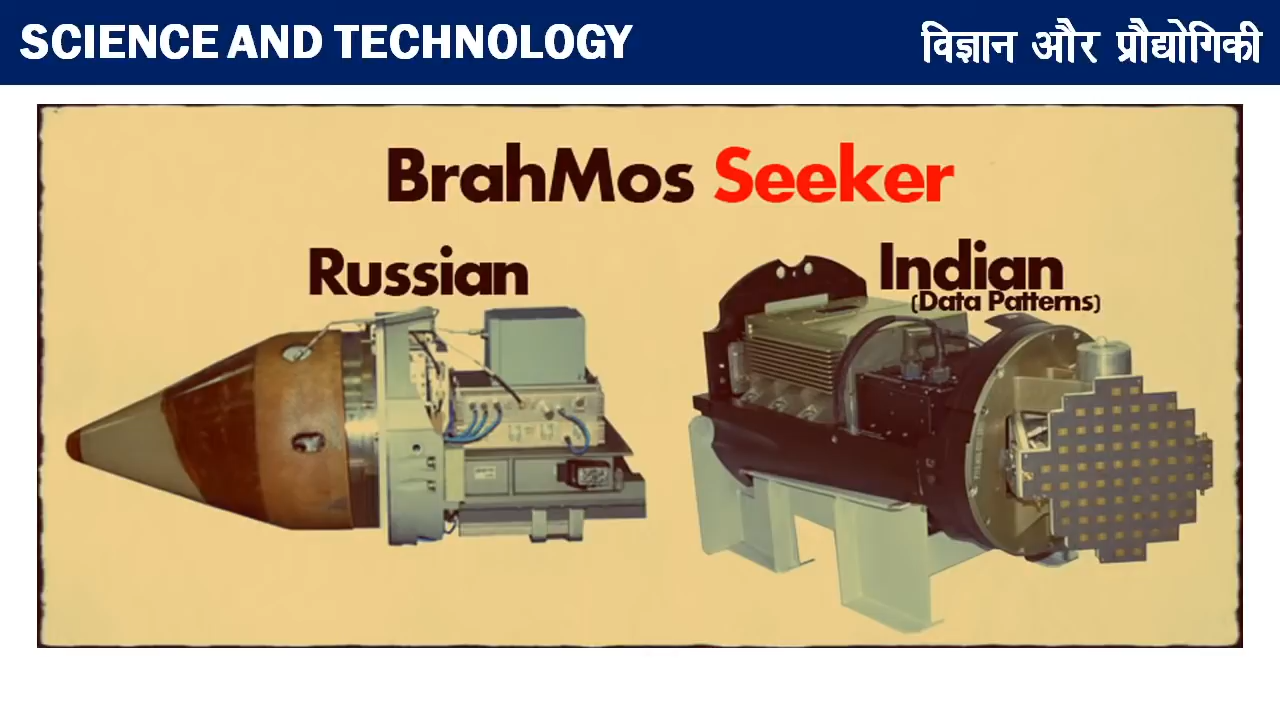 SCIENCE AND TECHNOLOGY
विज्ञान और प्रौद्योगिकी
BrahMos Seeker
Russian
Indian
(Data Patterns)